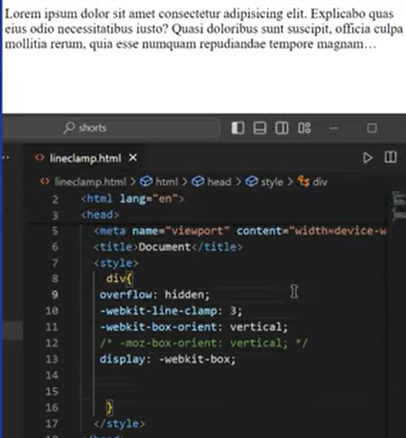 Lorem ipsum dolor sit amet consectetur adipisicing elit. Explicabo quas
eius odio necessitatibus iusto? Quasi doloribus sunt suscipit, officia culpa
mollitia rerum, quia esse numquam repudiandae tempore magnam…
shorts
lineclamp.html
lineclamp.html > html > head > style > div
2 <html lang="en">
3 <head>
5 <meta name="viewport" content="width=device-w
6 <title>Document</title>
7 <style>
8 div{
9 overflow: hidden;
10 -webkit-line-clamp: 3;
11 -webkit-box-orient: vertical;
12 /* -moz-box-orient: vertical; */
13 display: -webkit-box;
14
15
16 }
17 </style>